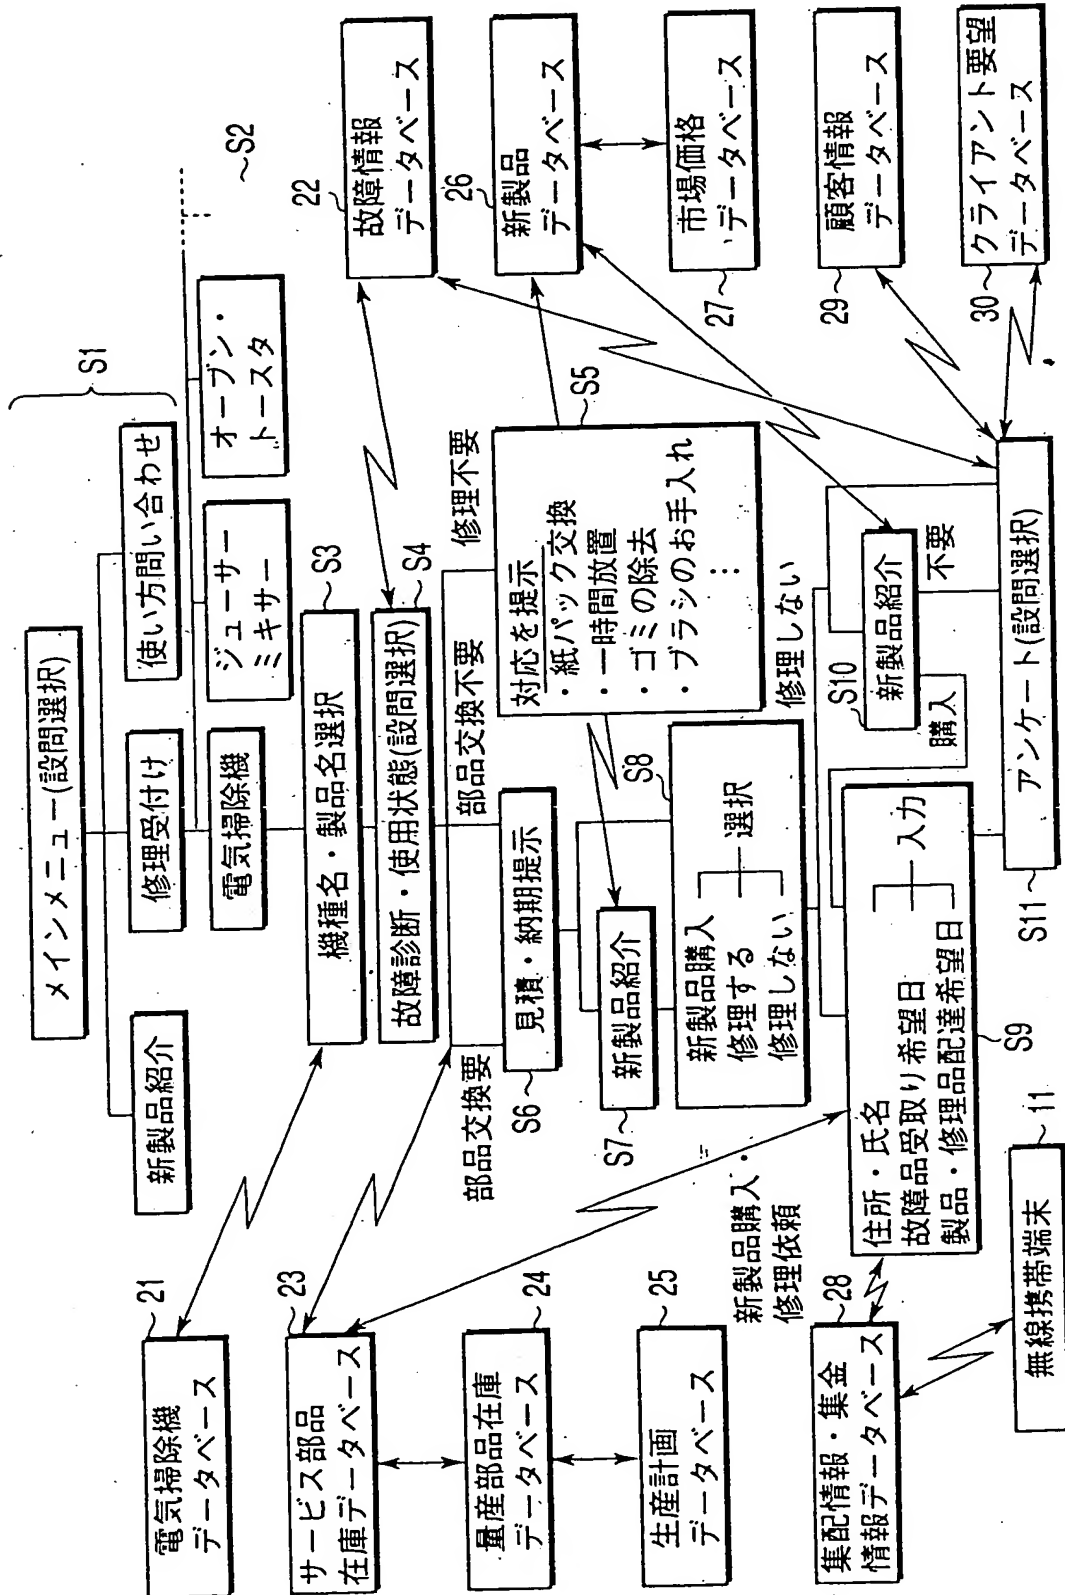 メインメニュー(設問選択)
S1
新製品紹介
修理受付け
使い方問い合わせ
S2
電気掃除機
ジューサー
ミキサー
オーブン・
トースタ
機種名・製品名選択
S3
故障診断・使用状態(設問選択)
S4
部品交換要
部品交換不要
修理不要
対応を提示
・紙パック交換
・一時間放置
・ゴミの除去
・ブラシのお手入れ
⋮
S5
見積・納期提示
S6
新製品紹介
S7
新製品購入
修理する
修理しない
選択
S8
新製品購入・
修理依頼
修理しない
住所・氏名
故障品受取り希望日
製品・修理品配達希望日
入力
S9
S10
新製品紹介
購入
不要
アンケート(設問選択)
S11
21
電気掃除機
データベース
23
サービス部品
在庫データベース
24
量産部品在庫
データベース
25
生産計画
データベース
28
集配情報・集金
情報データベース
無線携帯端末
11
22
故障情報
データベース
26
新製品
データベース
27
市場価格
データベース
29
顧客情報
データベース
30
クライアント要望
データベース